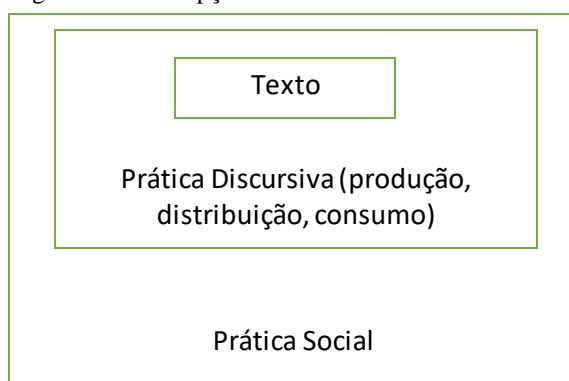 Texto
Prática Discursiva (produção,
distribuição, consumo)
Prática Social